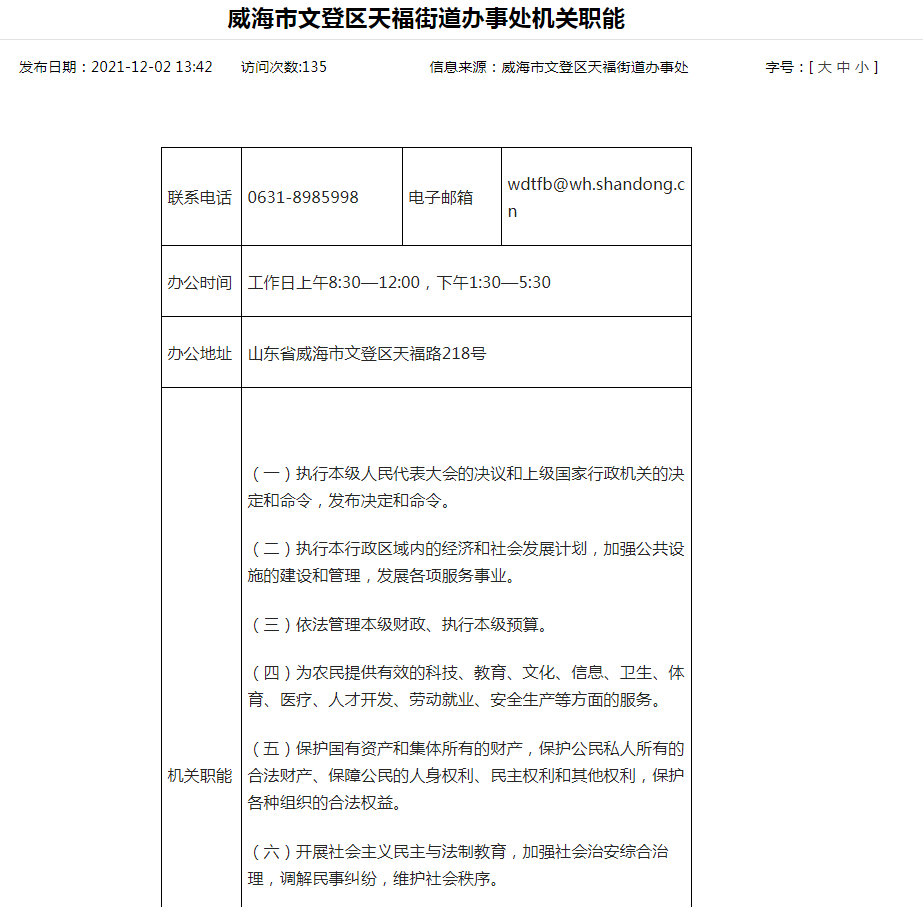 威海市文登区天福街道办事处机关职能
发布日期：2021-12-02 13:42 访问次数:135 信息来源：威海市文登区天福街道办事处 字号：[ 大 中 小 ]
联系电话 0631-8985998 电子邮箱 wdtfb@wh.shandong.c
n
办公时间 工作日上午8:30—12:00，下午1:30—5:30
办公地址 山东省威海市文登区天福路218号
（一）执行本级人民代表大会的决议和上级国家行政机关的决
定和命令，发布决定和命令。
（二）执行本行政区域内的经济和社会发展计划，加强公共设
施的建设和管理，发展各项服务事业。
（三）依法管理本级财政、执行本级预算。
（四）为农民提供有效的科技、教育、文化、信息、卫生、体
育、医疗、人才开发、劳动就业、安全生产等方面的服务。
（五）保护国有资产和集体所有的财产，保护公民私人所有的
机关职能 合法财产、保障公民的人身权利、民主权利和其他权利，保护
各种组织的合法权益。
（六）开展社会主义民主与法制教育，加强社会治安综合治
理，调解民事纠纷，维护社会秩序。